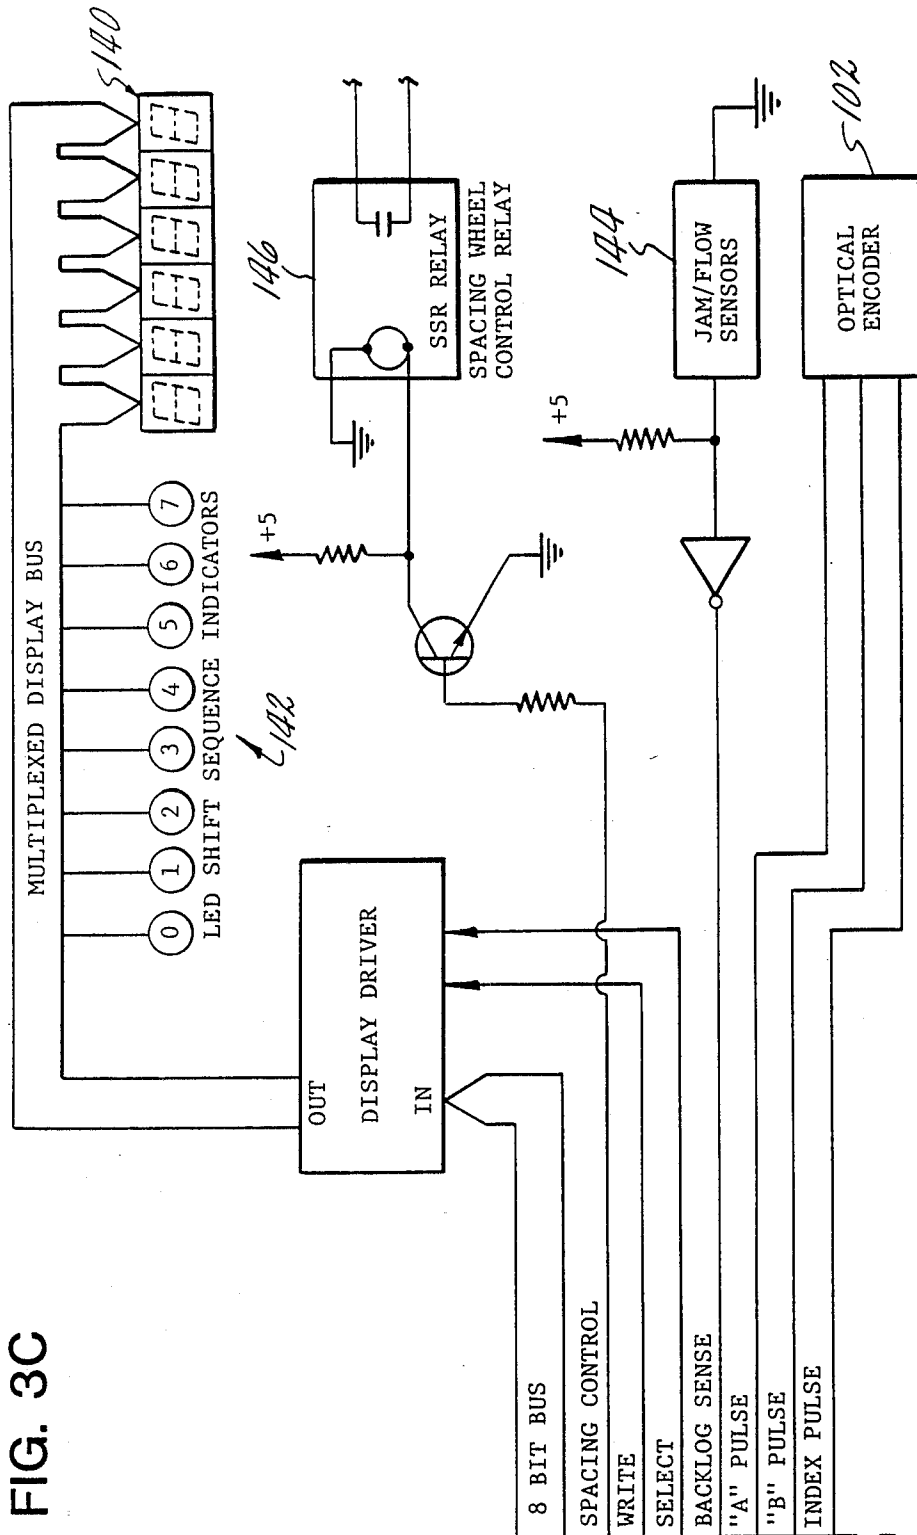 FIG. 3C
MULTIPLEXED DISPLAY BUS
140
0 1 2 3 4 5 6 7
LED SHIFT SEQUENCE INDICATORS
142
OUT
DISPLAY DRIVER
IN
+5
146
SSR RELAY
SPACING WHEEL
CONTROL RELAY
+5
144
JAM/FLOW
SENSORS
OPTICAL
ENCODER
102
8 BIT BUS
SPACING CONTROL
WRITE
SELECT
BACKLOG SENSE
"A" PULSE
"B" PULSE
INDEX PULSE